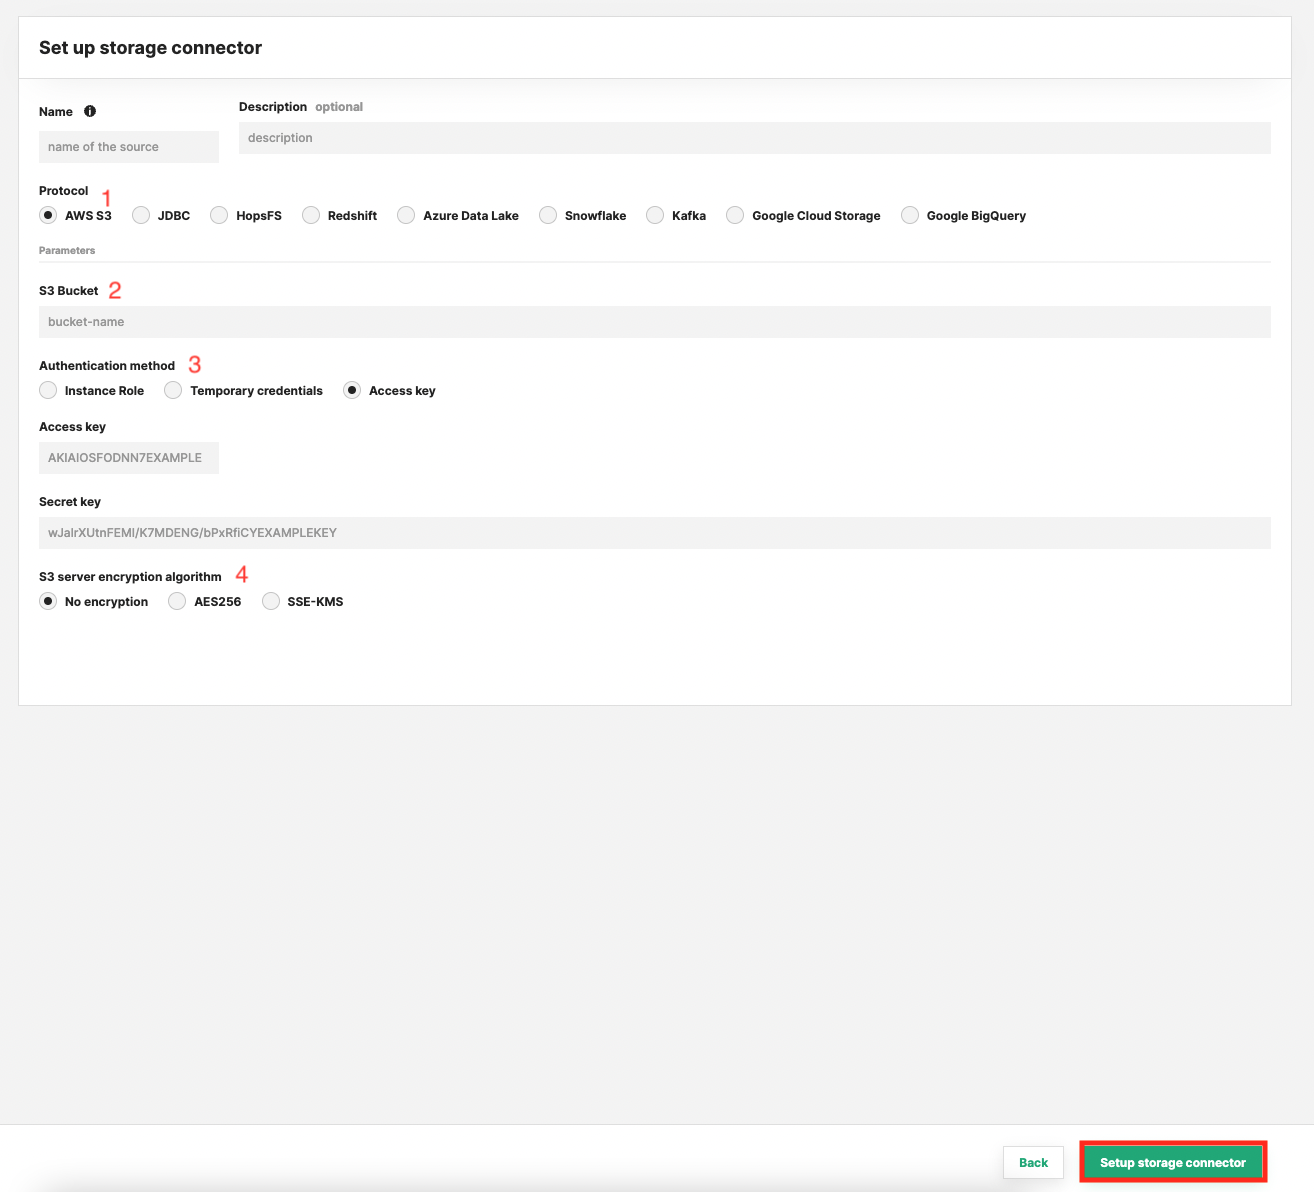 Set up storage connector
Name
Description optional
name of the source
description
Protocol 1
AWS S3 JDBC HopsFS Redshift Azure Data Lake Snowflake Kafka Google Cloud Storage Google BigQuery
Parameters
S3 Bucket 2
bucket-name
Authentication method 3
Instance Role Temporary credentials Access key
Access key
AKIAIOSFODNN7EXAMPLE
Secret key
wJalrXUtnFEMI/K7MDENG/bPxRfiCYEXAMPLEKEY
S3 server encryption algorithm 4
No encryption AES256 SSE-KMS
Back Setup storage connector